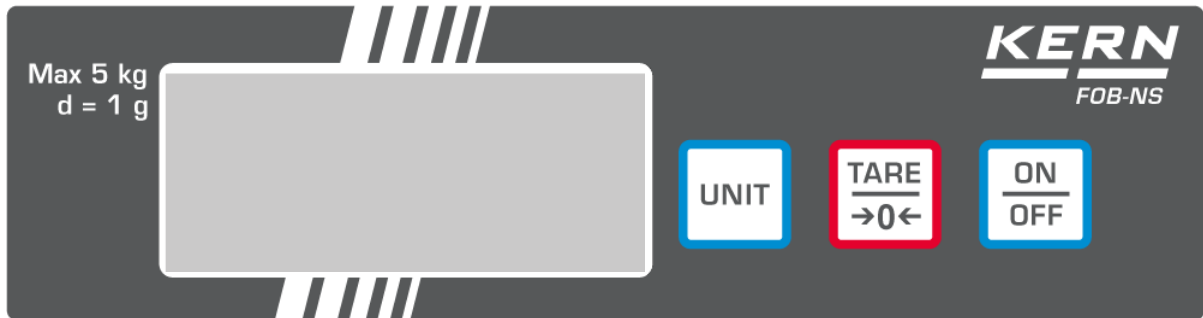 Max 5 kg
d = 1 g
KERN
FOB-NS
UNIT
TARE
→0←
ON
OFF